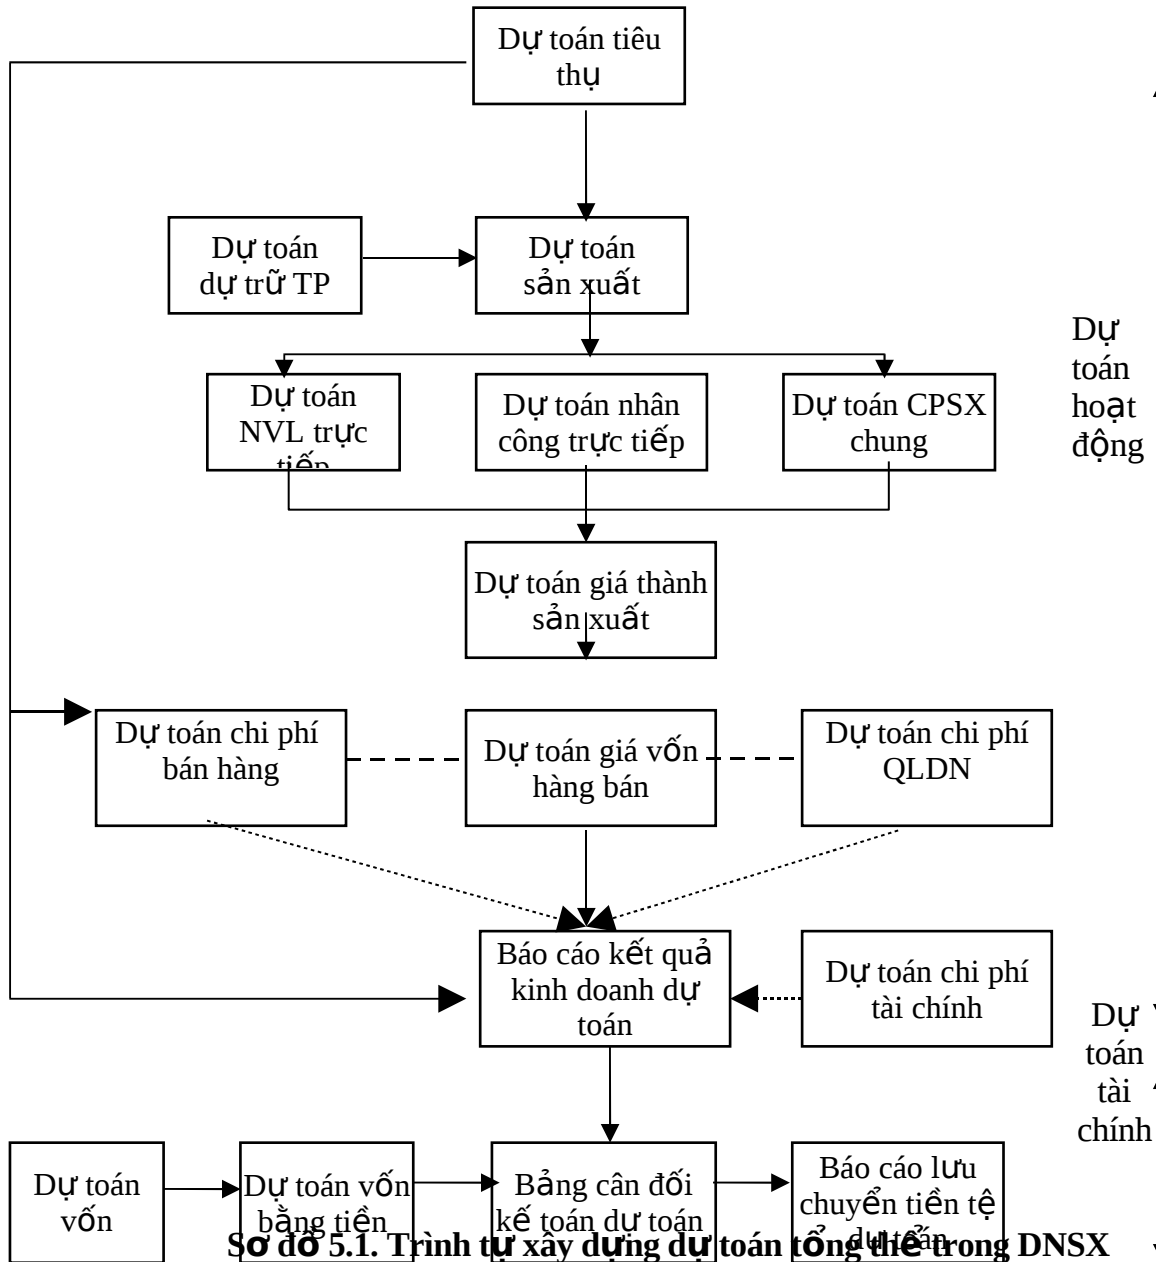 Dự toán tiêu
thụ
Dự toán
dự trữ TP
Dự toán
sản xuất
Dự
toán
hoạt
động
Dự toán
NVL trực
tiếp
Dự toán nhân
công trực tiếp
Dự toán CPSX
chung
Dự toán giá thành
sản xuất
Dự toán chi phí
bán hàng
Dự toán giá vốn
hàng bán
Dự toán chi phí
QLDN
Báo cáo kết quả
kinh doanh dự
toán
Dự toán chi phí
tài chính
Dự
toán
tài
chính
Dự toán
vốn
Dự toán vốn
bằng tiền
Bảng cân đối
kế toán dự toán
Báo cáo lưu
chuyển tiền tệ
dự toán
Sơ đồ 5.1. Trình tự xây dựng dự toán tổng thể trong DNSX